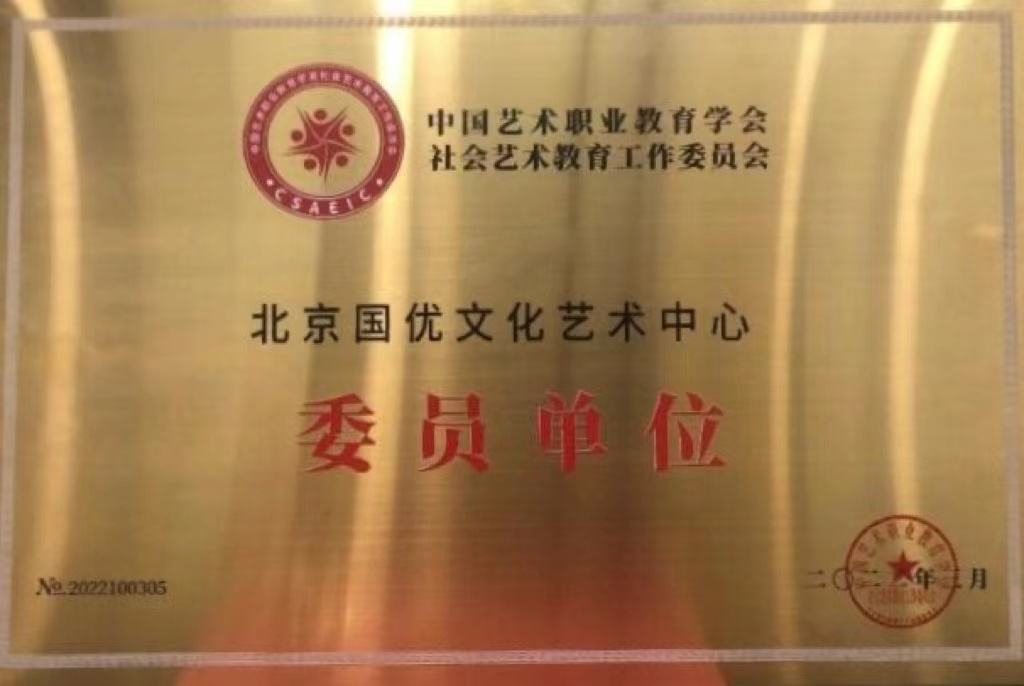 中国艺术职业教育学会
社会艺术教育工作委员会
CSAEIC
北京国优文化艺术中心
委员单位
№.2022100305